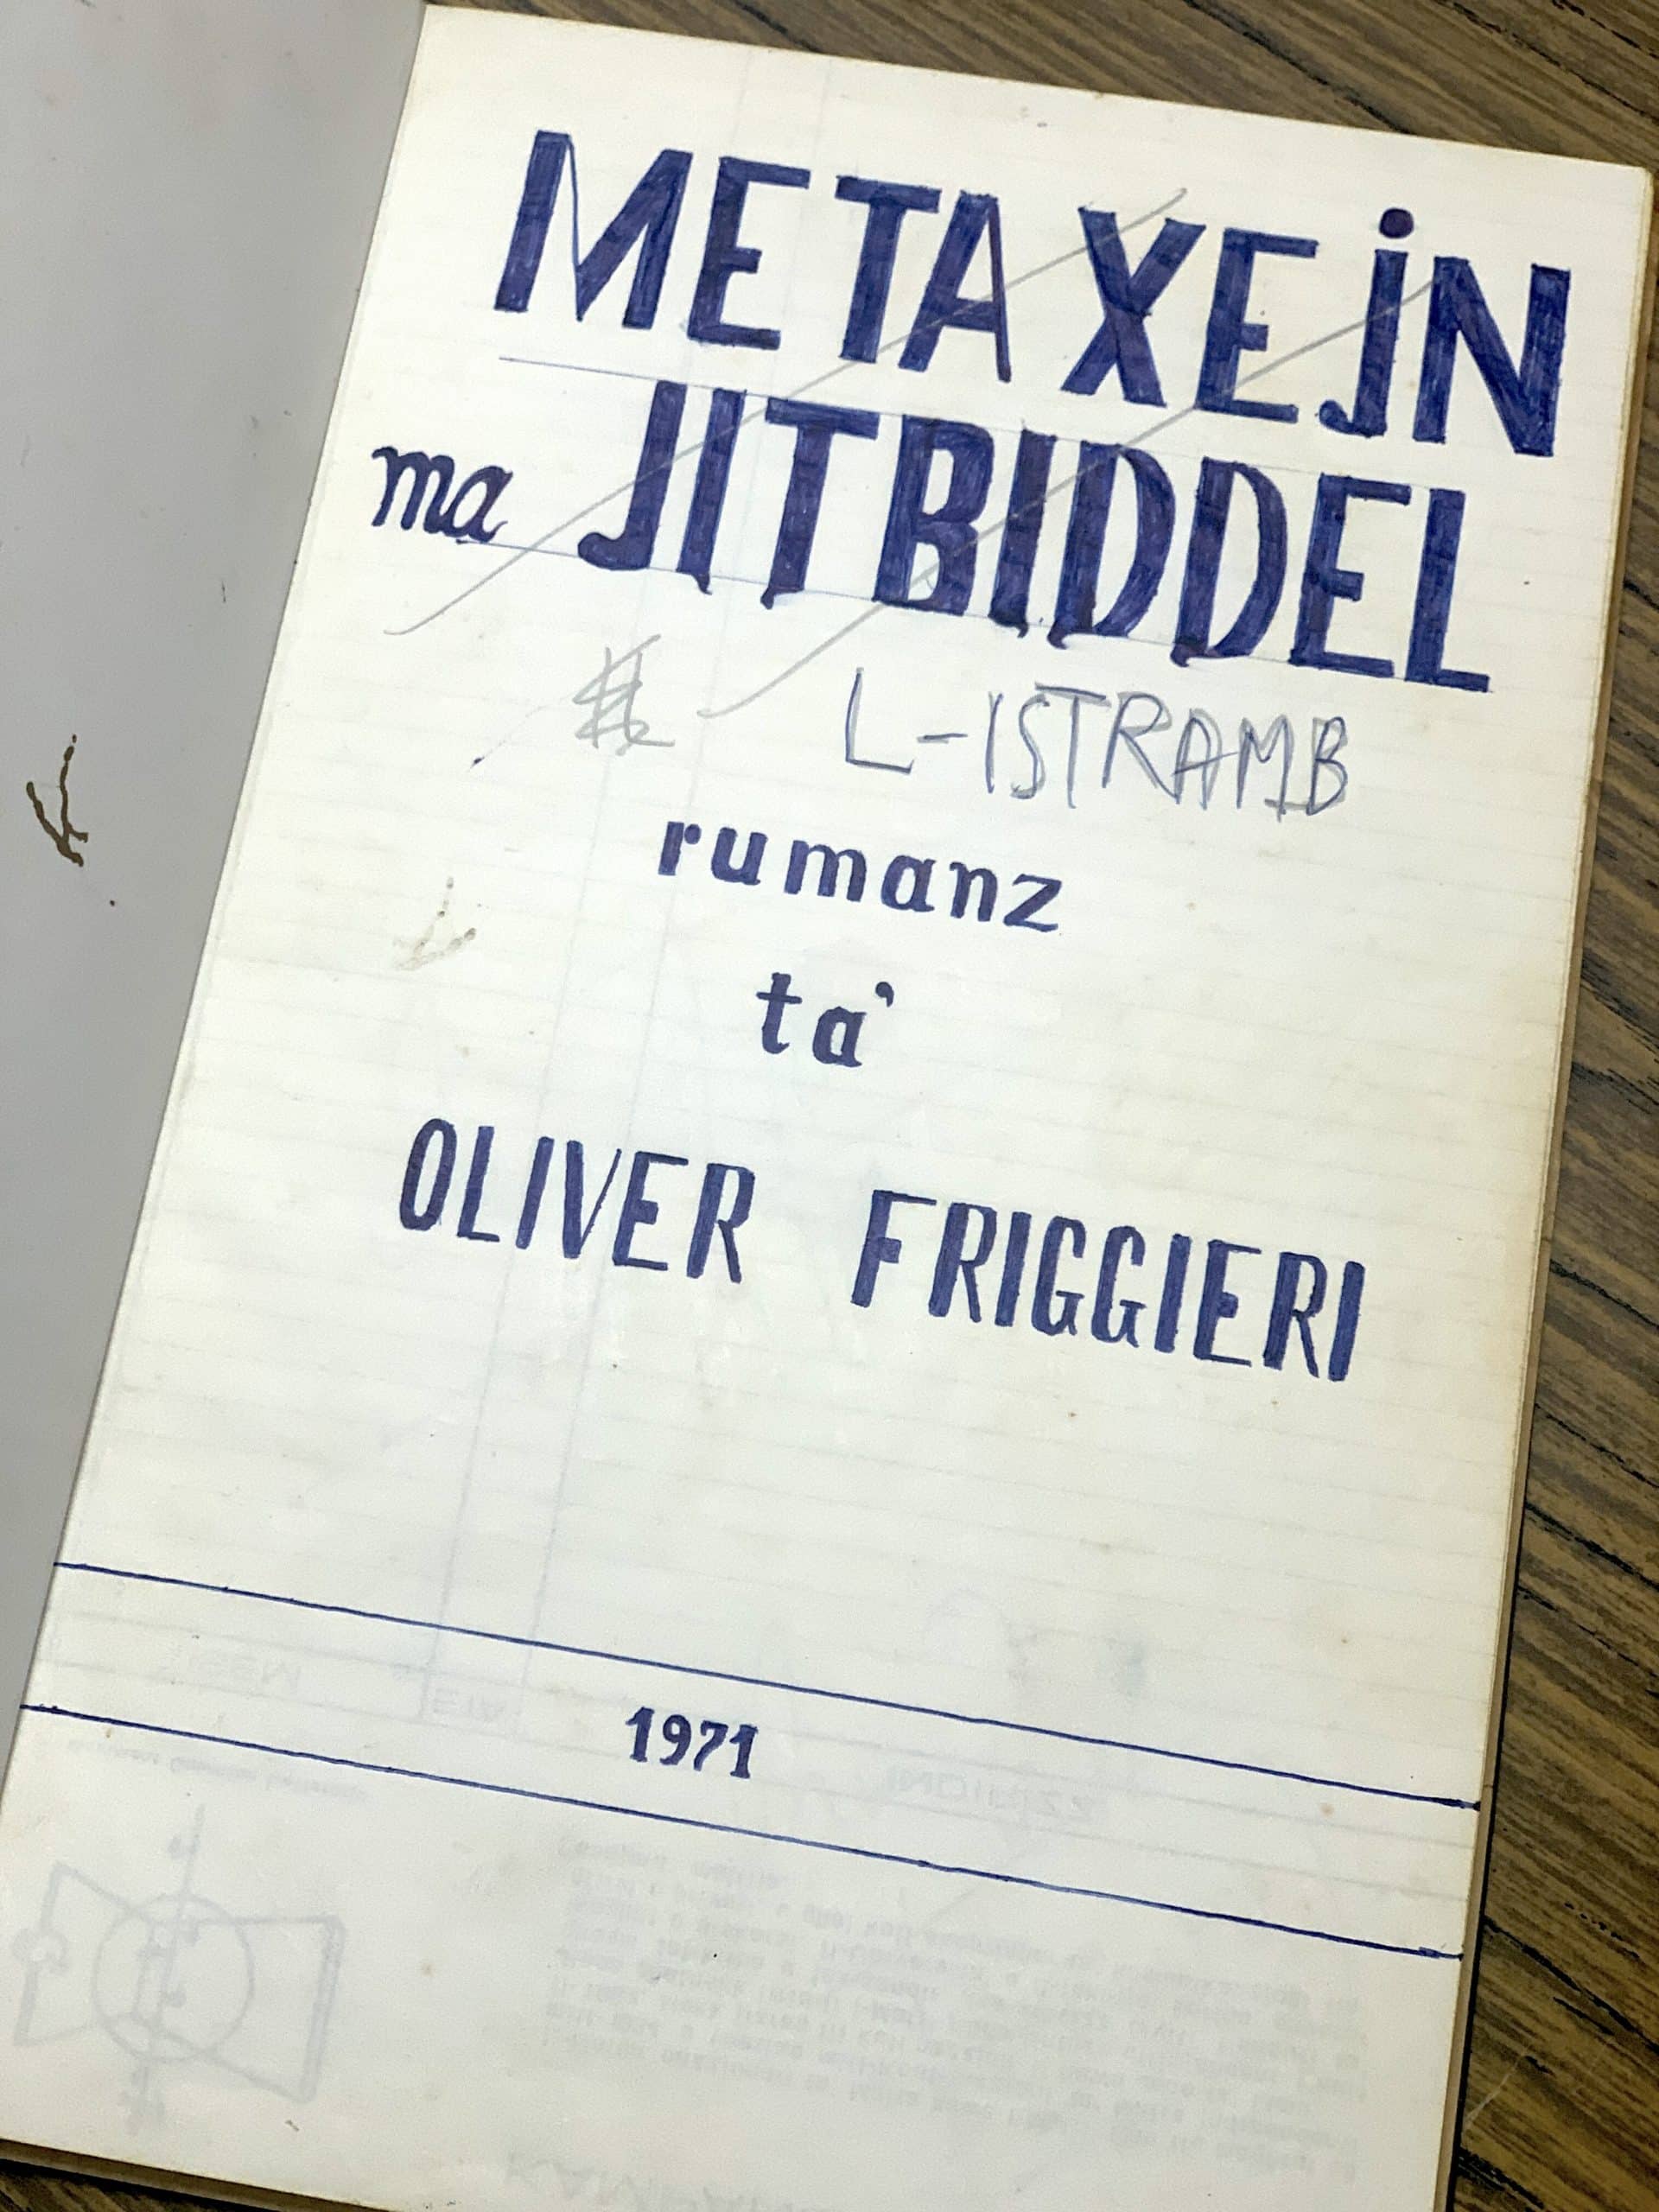 META XEJN
ma JITBIDDEL
L-ISTRAMB
rumanz
ta'
OLIVER FRIGGIERI
1971